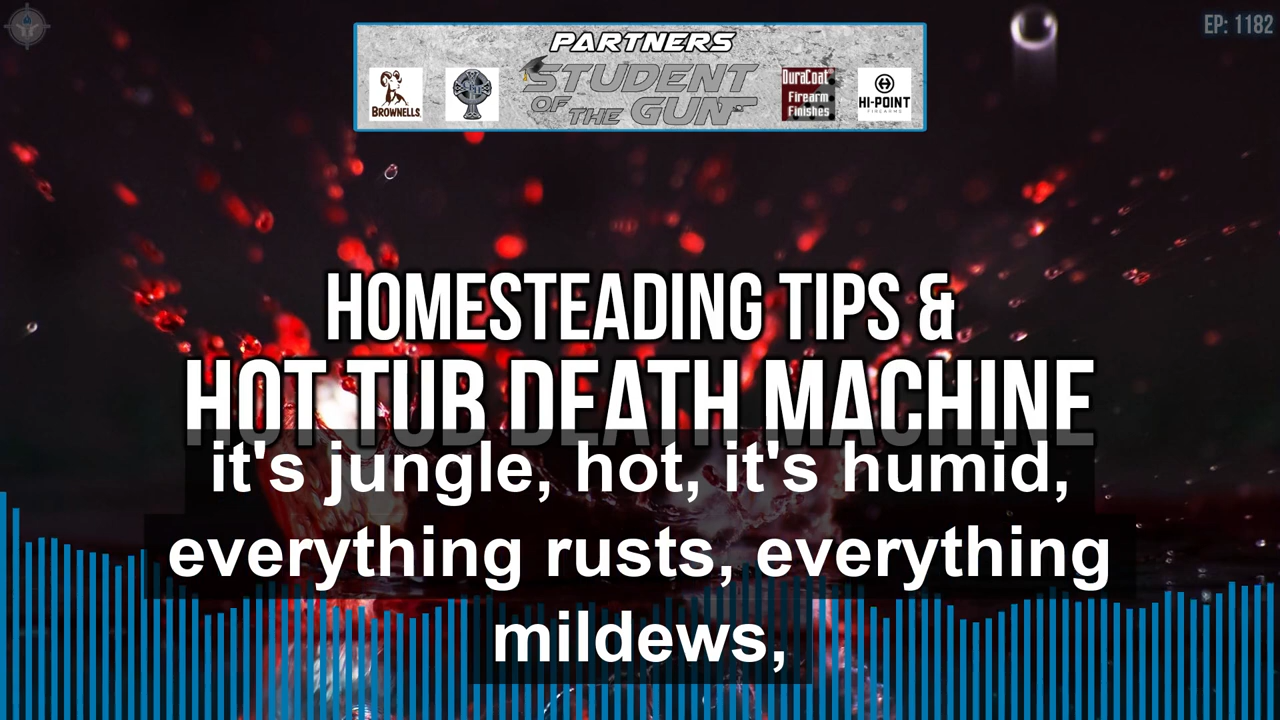 EP: 1182
PARTNERS
STUDENT
OF THE GUN
BROWNELLS
DuraCoat
Firearm
Finishes
HI-POINT
FIREARMS
HOMESTEADING TIPS &
HOT TUB DEATH MACHINE
it's jungle, hot, it's humid,
everything rusts, everything
mildews,